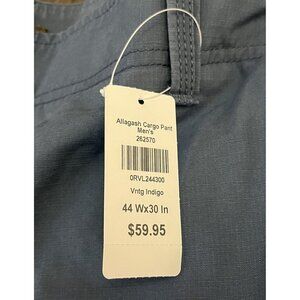 Allagash Cargo Pant
Men's
262570
0RVL244300
Vntg Indigo
44 Wx30 In
$59.95